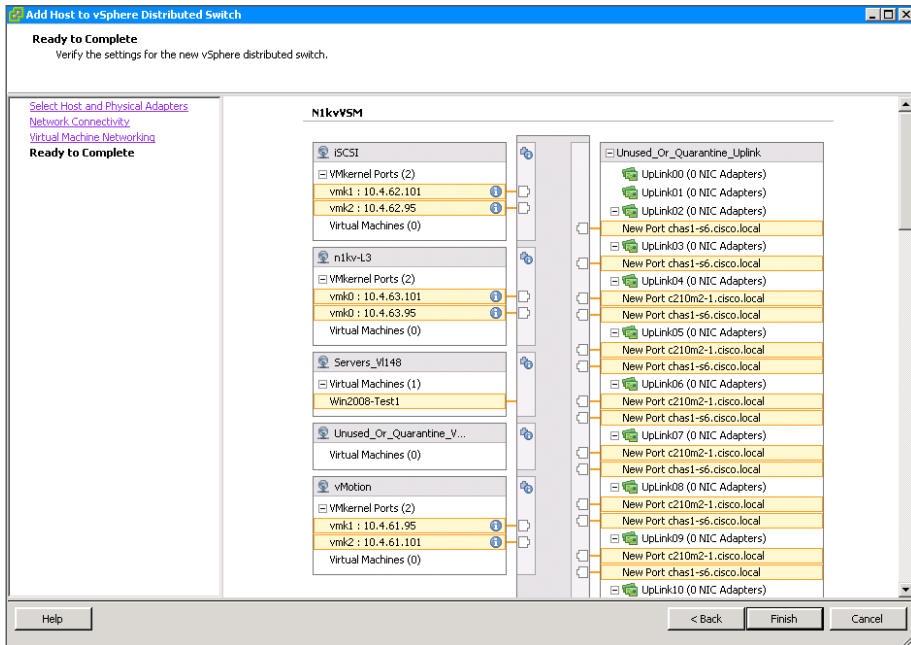 Add Host to vSphere Distributed Switch
Ready to Complete
Verify the settings for the new vSphere distributed switch.
Select Host and Physical Adapters
Network Connectivity
Virtual Machine Networking
Ready to Complete
N1kvVSM
iSCSI
VMkernel Ports (2)
vmk1 : 10.4.62.101
vmk2 : 10.4.62.95
Virtual Machines (0)
n1kv-L3
VMkernel Ports (2)
vmk0 : 10.4.63.101
vmk0 : 10.4.63.95
Virtual Machines (0)
Servers_Vl148
Virtual Machines (1)
Win2008-Test1
Unused_Or_Quarantine_V...
Virtual Machines (0)
vMotion
VMkernel Ports (2)
vmk1 : 10.4.61.95
vmk2 : 10.4.61.101
Virtual Machines (0)
Unused_Or_Quarantine_Uplink
UpLink00 (0 NIC Adapters)
UpLink01 (0 NIC Adapters)
UpLink02 (0 NIC Adapters)
New Port chas1-s6.cisco.local
UpLink03 (0 NIC Adapters)
New Port chas1-s6.cisco.local
UpLink04 (0 NIC Adapters)
New Port c210m2-1.cisco.local
New Port chas1-s6.cisco.local
UpLink05 (0 NIC Adapters)
New Port c210m2-1.cisco.local
New Port chas1-s6.cisco.local
UpLink06 (0 NIC Adapters)
New Port c210m2-1.cisco.local
New Port chas1-s6.cisco.local
UpLink07 (0 NIC Adapters)
New Port c210m2-1.cisco.local
New Port chas1-s6.cisco.local
UpLink08 (0 NIC Adapters)
New Port c210m2-1.cisco.local
New Port chas1-s6.cisco.local
UpLink09 (0 NIC Adapters)
New Port c210m2-1.cisco.local
New Port chas1-s6.cisco.local
UpLink10 (0 NIC Adapters)
Help
< Back
Finish
Cancel